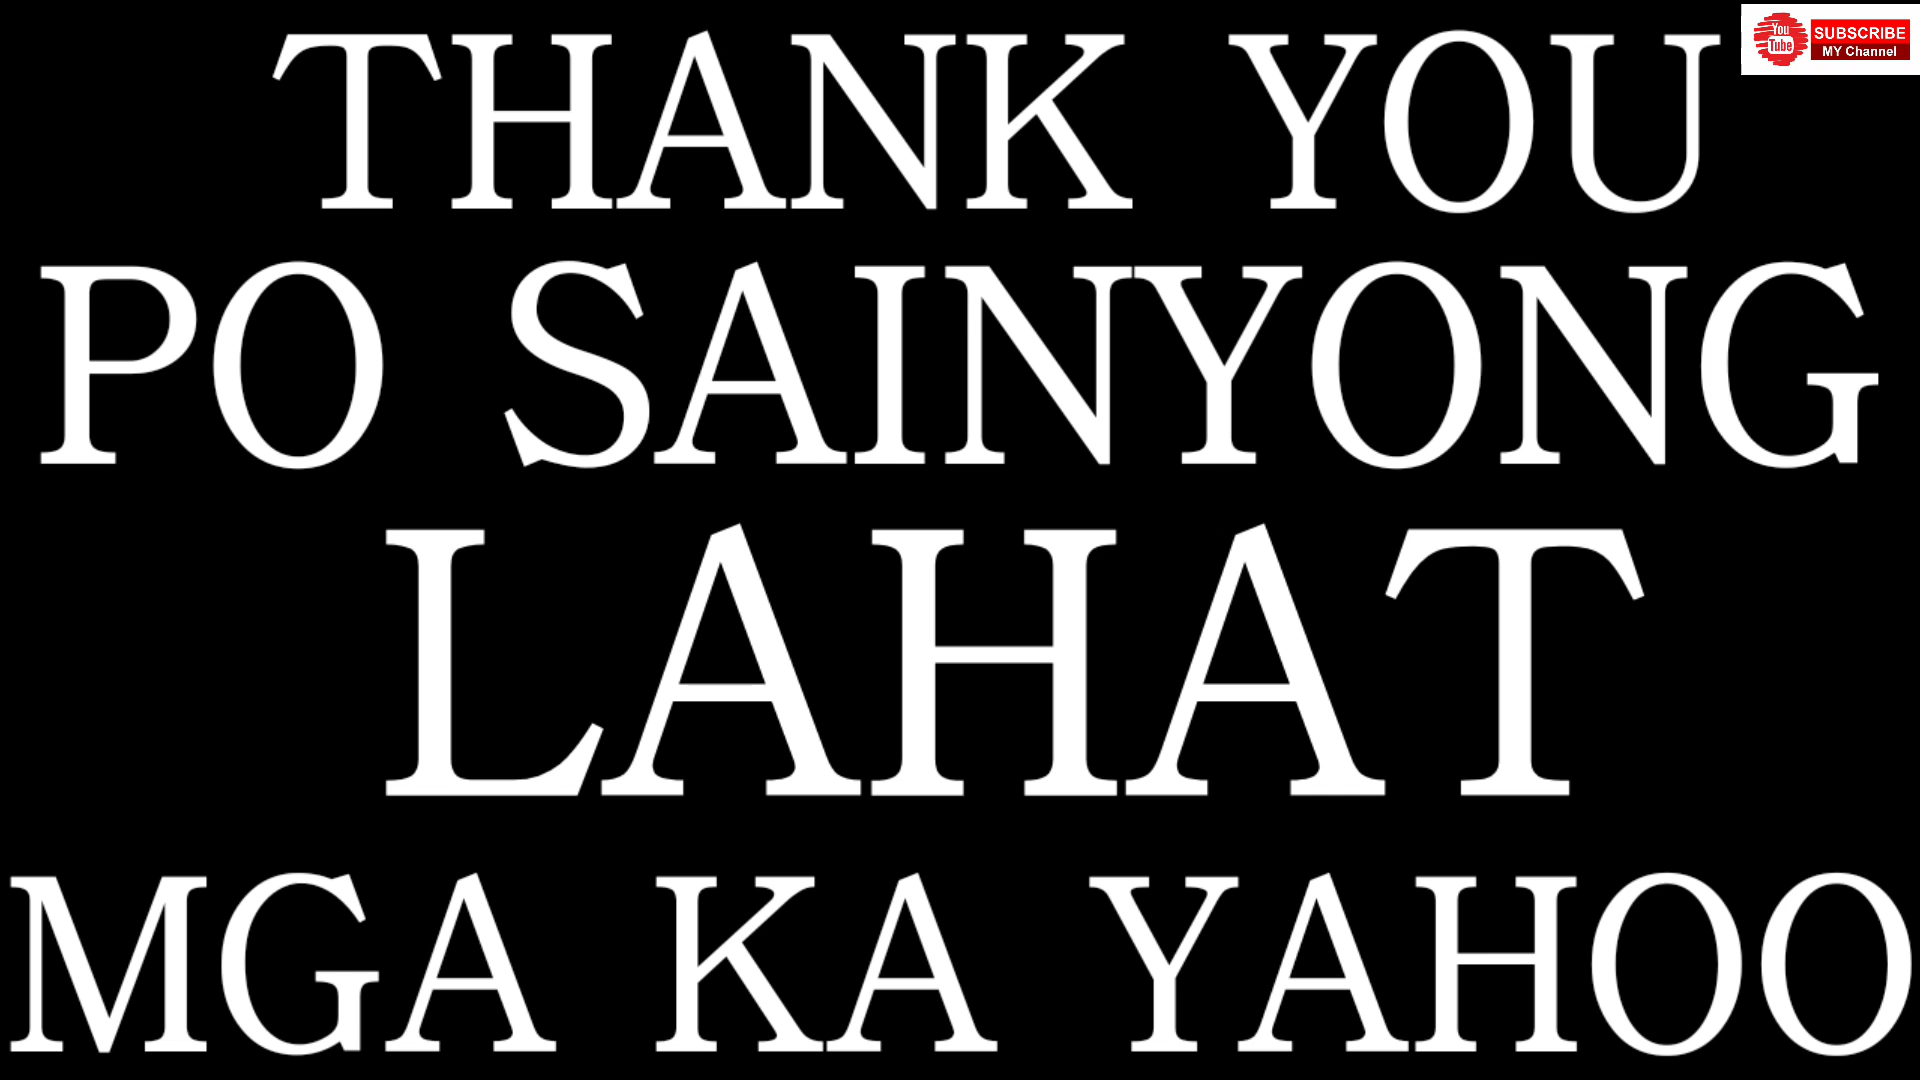 THANK YOU
PO SAINYONG
LAHAT
MGA KA YAHOO
You
Tube
SUBSCRIBE
MY Channel